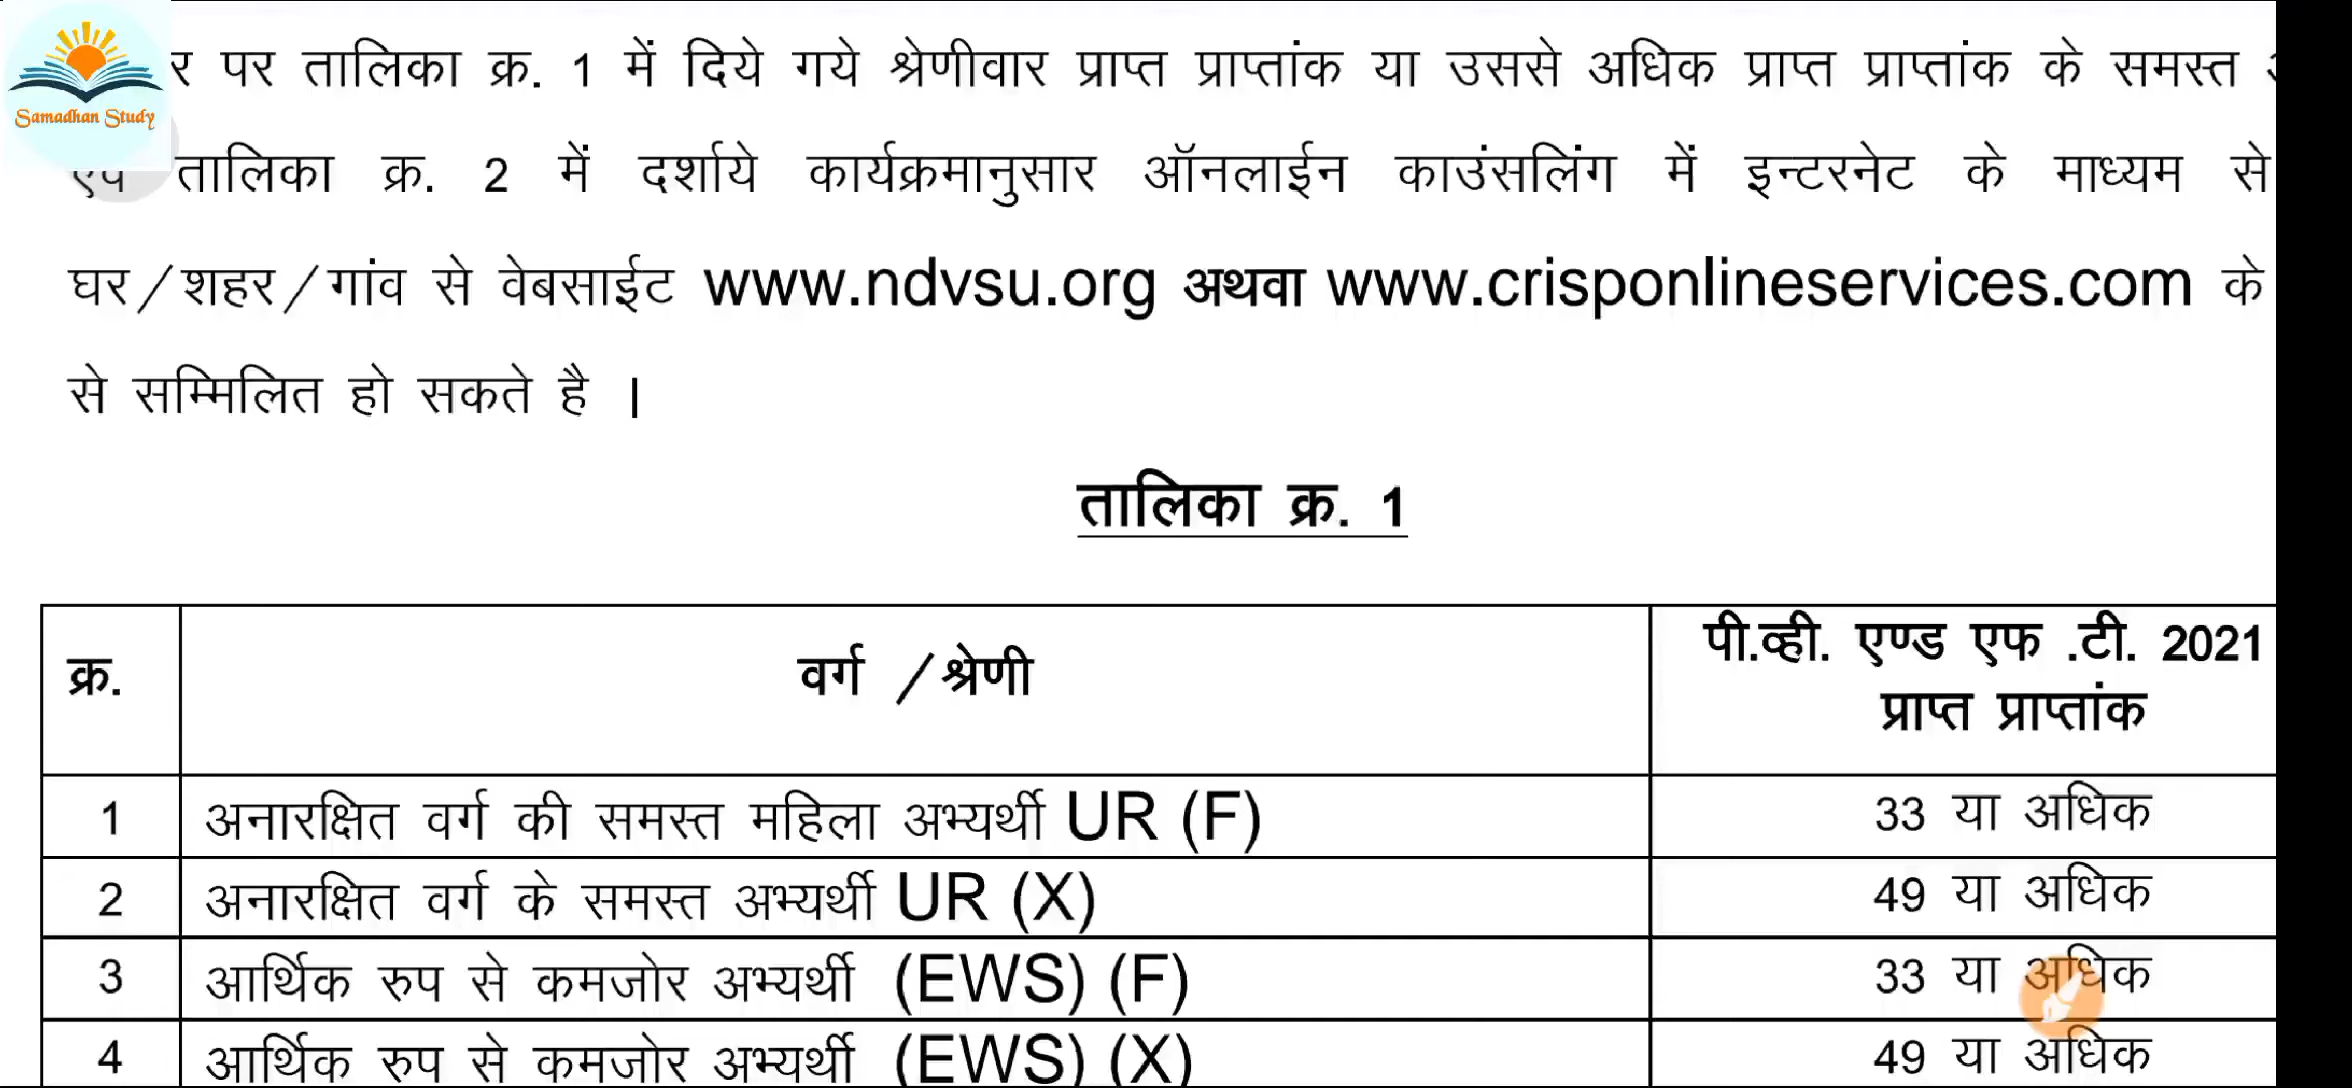 Samadhan Study
र पर तालिका क्र. 1 में दिये गये श्रेणीवार प्राप्त प्राप्तांक या उससे अधिक प्राप्त प्राप्तांक के समस्त
तालिका क्र. 2 में दर्शाये कार्यक्रमानुसार ऑनलाईन काउंसलिंग में इन्टरनेट के माध्यम से
घर/शहर/गांव से वेबसाईट www.ndvsu.org अथवा www.crisponlineservices.com के
से सम्मिलित हो सकते है ।
तालिका क्र. 1
क्र. वर्ग /श्रेणी पी.व्ही. एण्ड एफ .टी. 2021
प्राप्त प्राप्तांक
1 अनारक्षित वर्ग की समस्त महिला अभ्यर्थी UR (F) 33 या अधिक
2 अनारक्षित वर्ग के समस्त अभ्यर्थी UR (X) 49 या अधिक
3 आर्थिक रुप से कमजोर अभ्यर्थी (EWS) (F) 33 या अधिक
4 आर्थिक रुप से कमजोर अभ्यर्थी (EWS) (X) 49 या अधिक